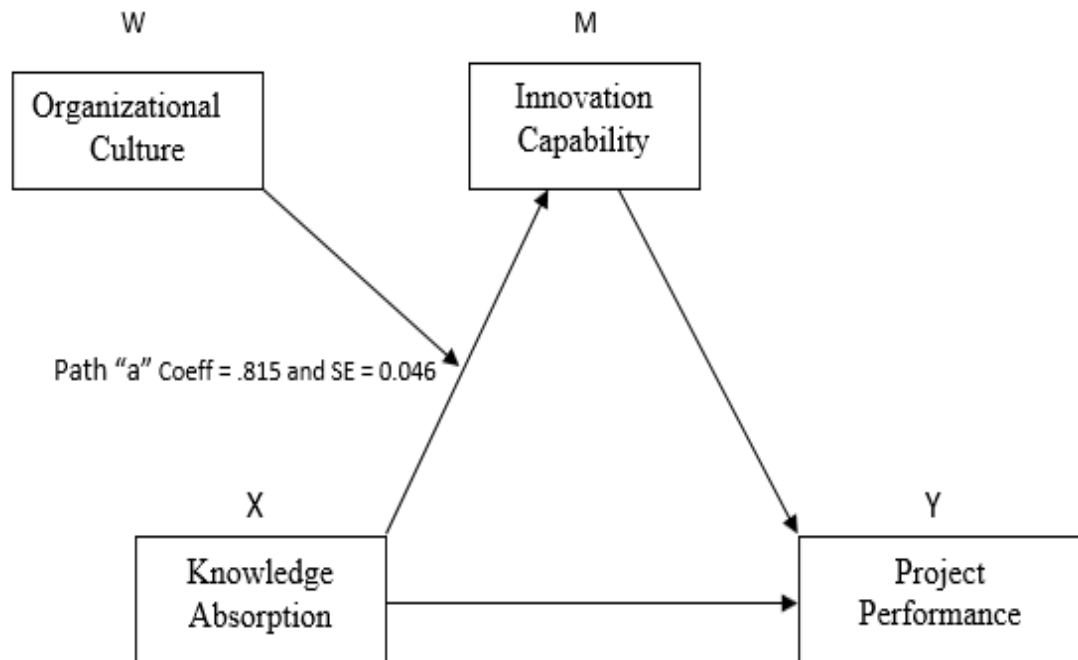 W
M
Organizational
Culture
Innovation
Capability
Path “a” Coeff = .815 and SE = 0.046
X
Y
Knowledge
Absorption
Project
Performance